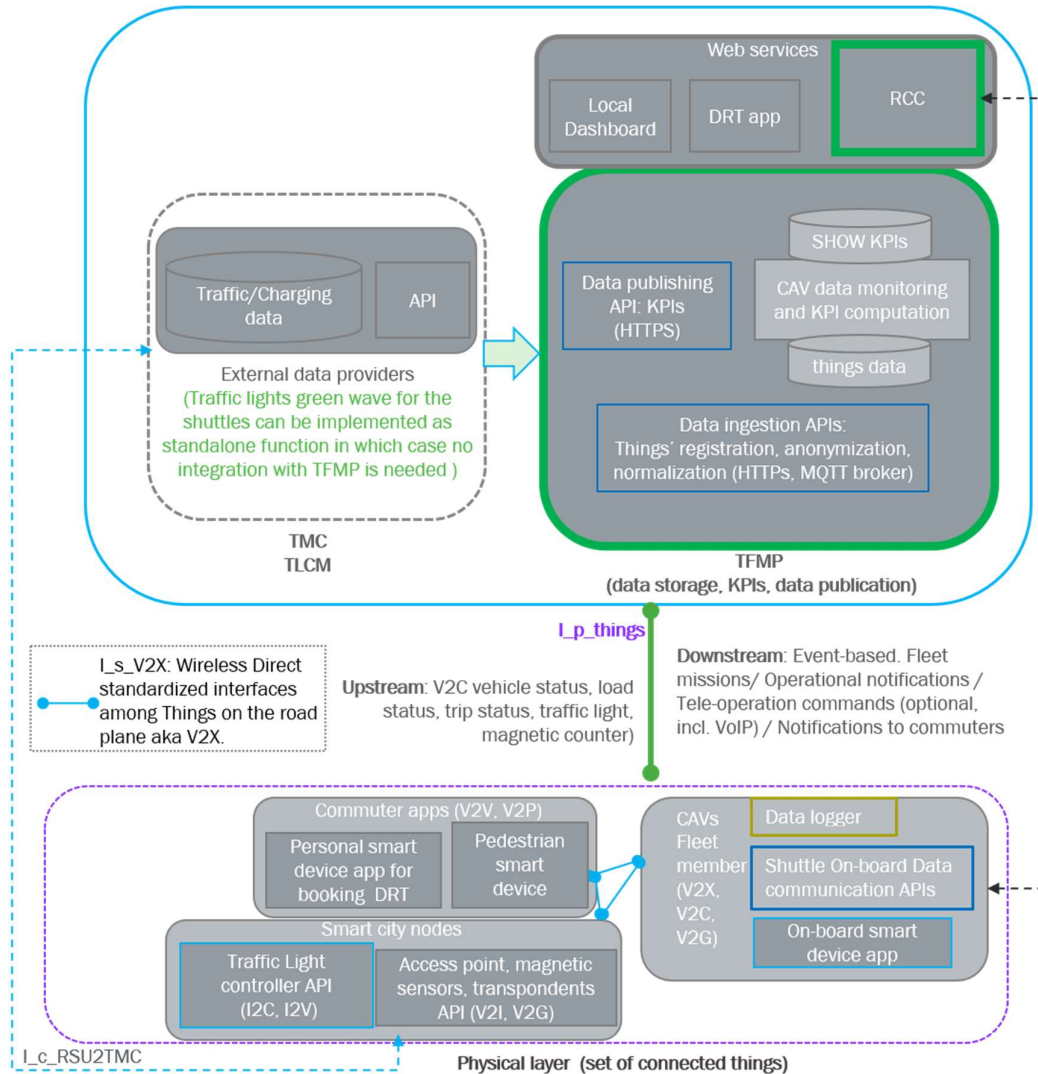 Web services
Local
Dashboard
DRT app
RCC
Traffic/Charging
data
API
External data providers
(Traffic lights green wave for the
shuttles can be implemented as
standalone function in which case no
integration with TFMP is needed )
TMC
TLCM
SHOW KPIs
Data publishing
API: KPIs
(HTTPS)
CAV data monitoring
and KPI computation
things data
Data ingestion APIs:
Things' registration, anonymization,
normalization (HTTPs, MQTT broker)
TFMP
(data storage, KPIs, data publication)
I_p_things
I_s_V2X: Wireless Direct
standardized interfaces
among Things on the road
plane aka V2X.
Upstream: V2C vehicle status, load
status, trip status, traffic light,
magnetic counter)
Downstream: Event-based. Fleet
missions/ Operational notifications /
Tele-operation commands (optional,
incl. VoIP) / Notifications to commuters
Commuter apps (V2V, V2P)
Personal smart
device app for
booking DRT
Pedestrian
smart
device
Smart city nodes
Traffic Light
controller API
(I2C, I2V)
Access point, magnetic
sensors, transpondents
API (V2I, V2G)
CAVs
Fleet
member
(V2X,
V2C,
V2G)
Data logger
Shuttle On-board Data
communication APIs
On-board smart
device app
I_c_RSU2TMC
Physical layer (set of connected things)